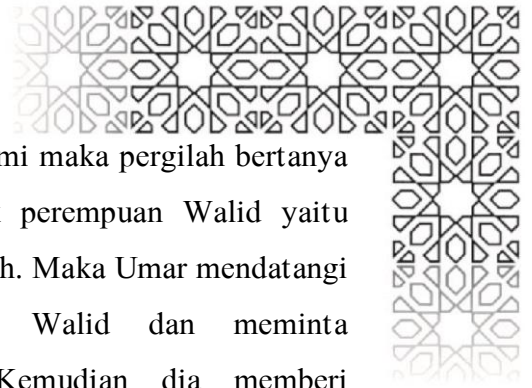 mi maka pergilah bertanya
perempuan Walid yaitu
h. Maka Umar mendatangi
Walid dan meminta
Kemudian dia memberi